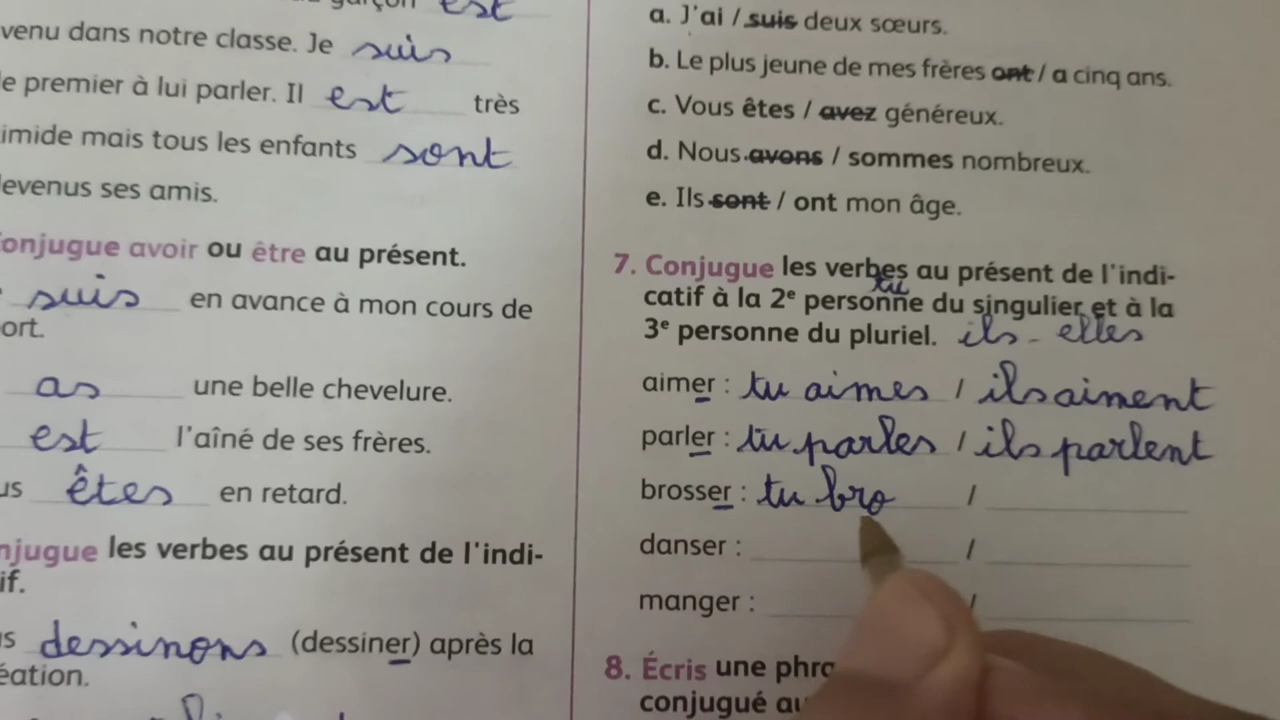 garçon est
venu dans notre classe. Je suis
le premier à lui parler. Il est très
imide mais tous les enfants sont
devenus ses amis.
Conjugue avoir ou être au présent.
suis en avance à mon cours de
ort.
as une belle chevelure.
est l'aîné de ses frères.
us êtes en retard.
njugue les verbes au présent de l'indi-
if.
s dessinons (dessiner) après la
éation.
a. J'ai / suis deux sœurs.
b. Le plus jeune de mes frères ont / a cinq ans.
c. Vous êtes / avez généreux.
d. Nous avons / sommes nombreux.
e. Ils sont / ont mon âge.
7. Conjugue les verbes au présent de l'indi-
tu
catif à la 2e personne du singulier et à la
3e personne du pluriel. ils - elles
aimer : tu aimes / ils aiment
parler : tu parles / ils parlent
brosser : tu bro /
danser : /
manger : /
8. Écris une phra
conjugué au